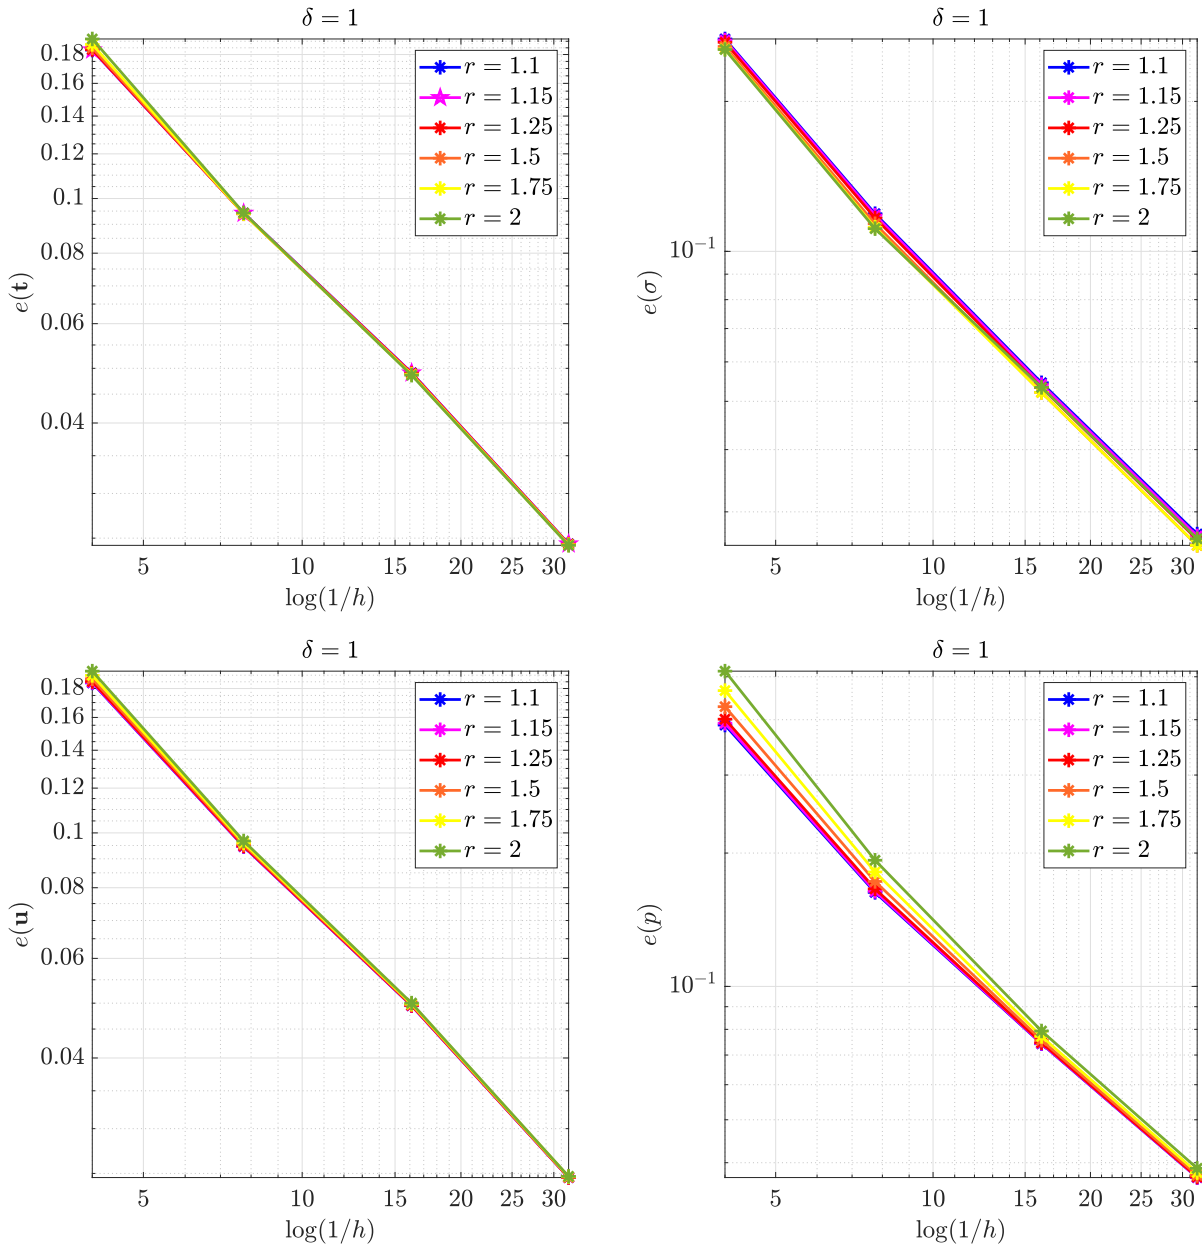 δ = 1
0.18
0.16
0.14
0.12
0.1
0.08
0.06
0.04
e(t)
5 10 15 20 25 30
log(1/h)
r = 1.1
r = 1.15
r = 1.25
r = 1.5
r = 1.75
r = 2
δ = 1
10⁻¹
e(σ)
5 10 15 20 25 30
log(1/h)
r = 1.1
r = 1.15
r = 1.25
r = 1.5
r = 1.75
r = 2
δ = 1
0.18
0.16
0.14
0.12
0.1
0.08
0.06
0.04
e(u)
5 10 15 20 25 30
log(1/h)
r = 1.1
r = 1.15
r = 1.25
r = 1.5
r = 1.75
r = 2
δ = 1
10⁻¹
e(p)
5 10 15 20 25 30
log(1/h)
r = 1.1
r = 1.15
r = 1.25
r = 1.5
r = 1.75
r = 2